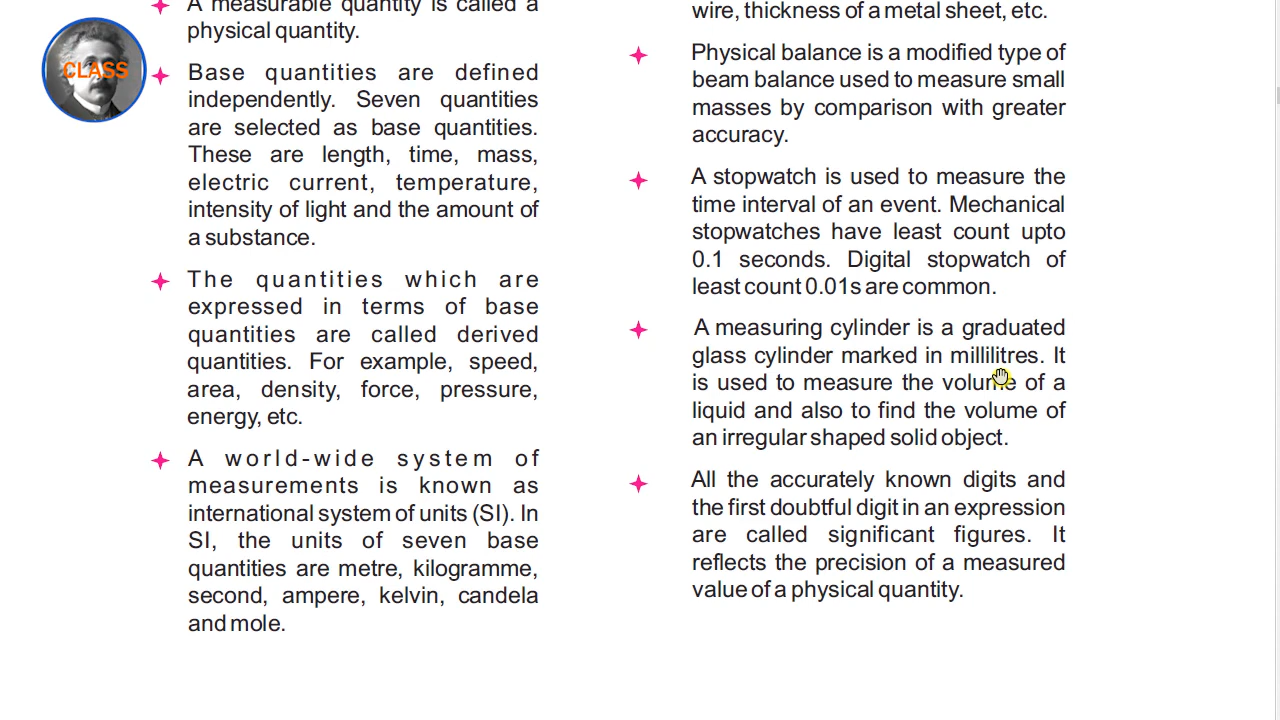 A measurable quantity is called a
physical quantity.
CLASS
Base quantities are defined
independently. Seven quantities
are selected as base quantities.
These are length, time, mass,
electric current, temperature,
intensity of light and the amount of
a substance.
The quantities which are
expressed in terms of base
quantities are called derived
quantities. For example, speed,
area, density, force, pressure,
energy, etc.
A world-wide system of
measurements is known as
international system of units (SI). In
SI, the units of seven base
quantities are metre, kilogramme,
second, ampere, kelvin, candela
and mole.
wire, thickness of a metal sheet, etc.
Physical balance is a modified type of
beam balance used to measure small
masses by comparison with greater
accuracy.
A stopwatch is used to measure the
time interval of an event. Mechanical
stopwatches have least count upto
0.1 seconds. Digital stopwatch of
least count 0.01s are common.
A measuring cylinder is a graduated
glass cylinder marked in millilitres. It
is used to measure the volume of a
liquid and also to find the volume of
an irregular shaped solid object.
All the accurately known digits and
the first doubtful digit in an expression
are called significant figures. It
reflects the precision of a measured
value of a physical quantity.